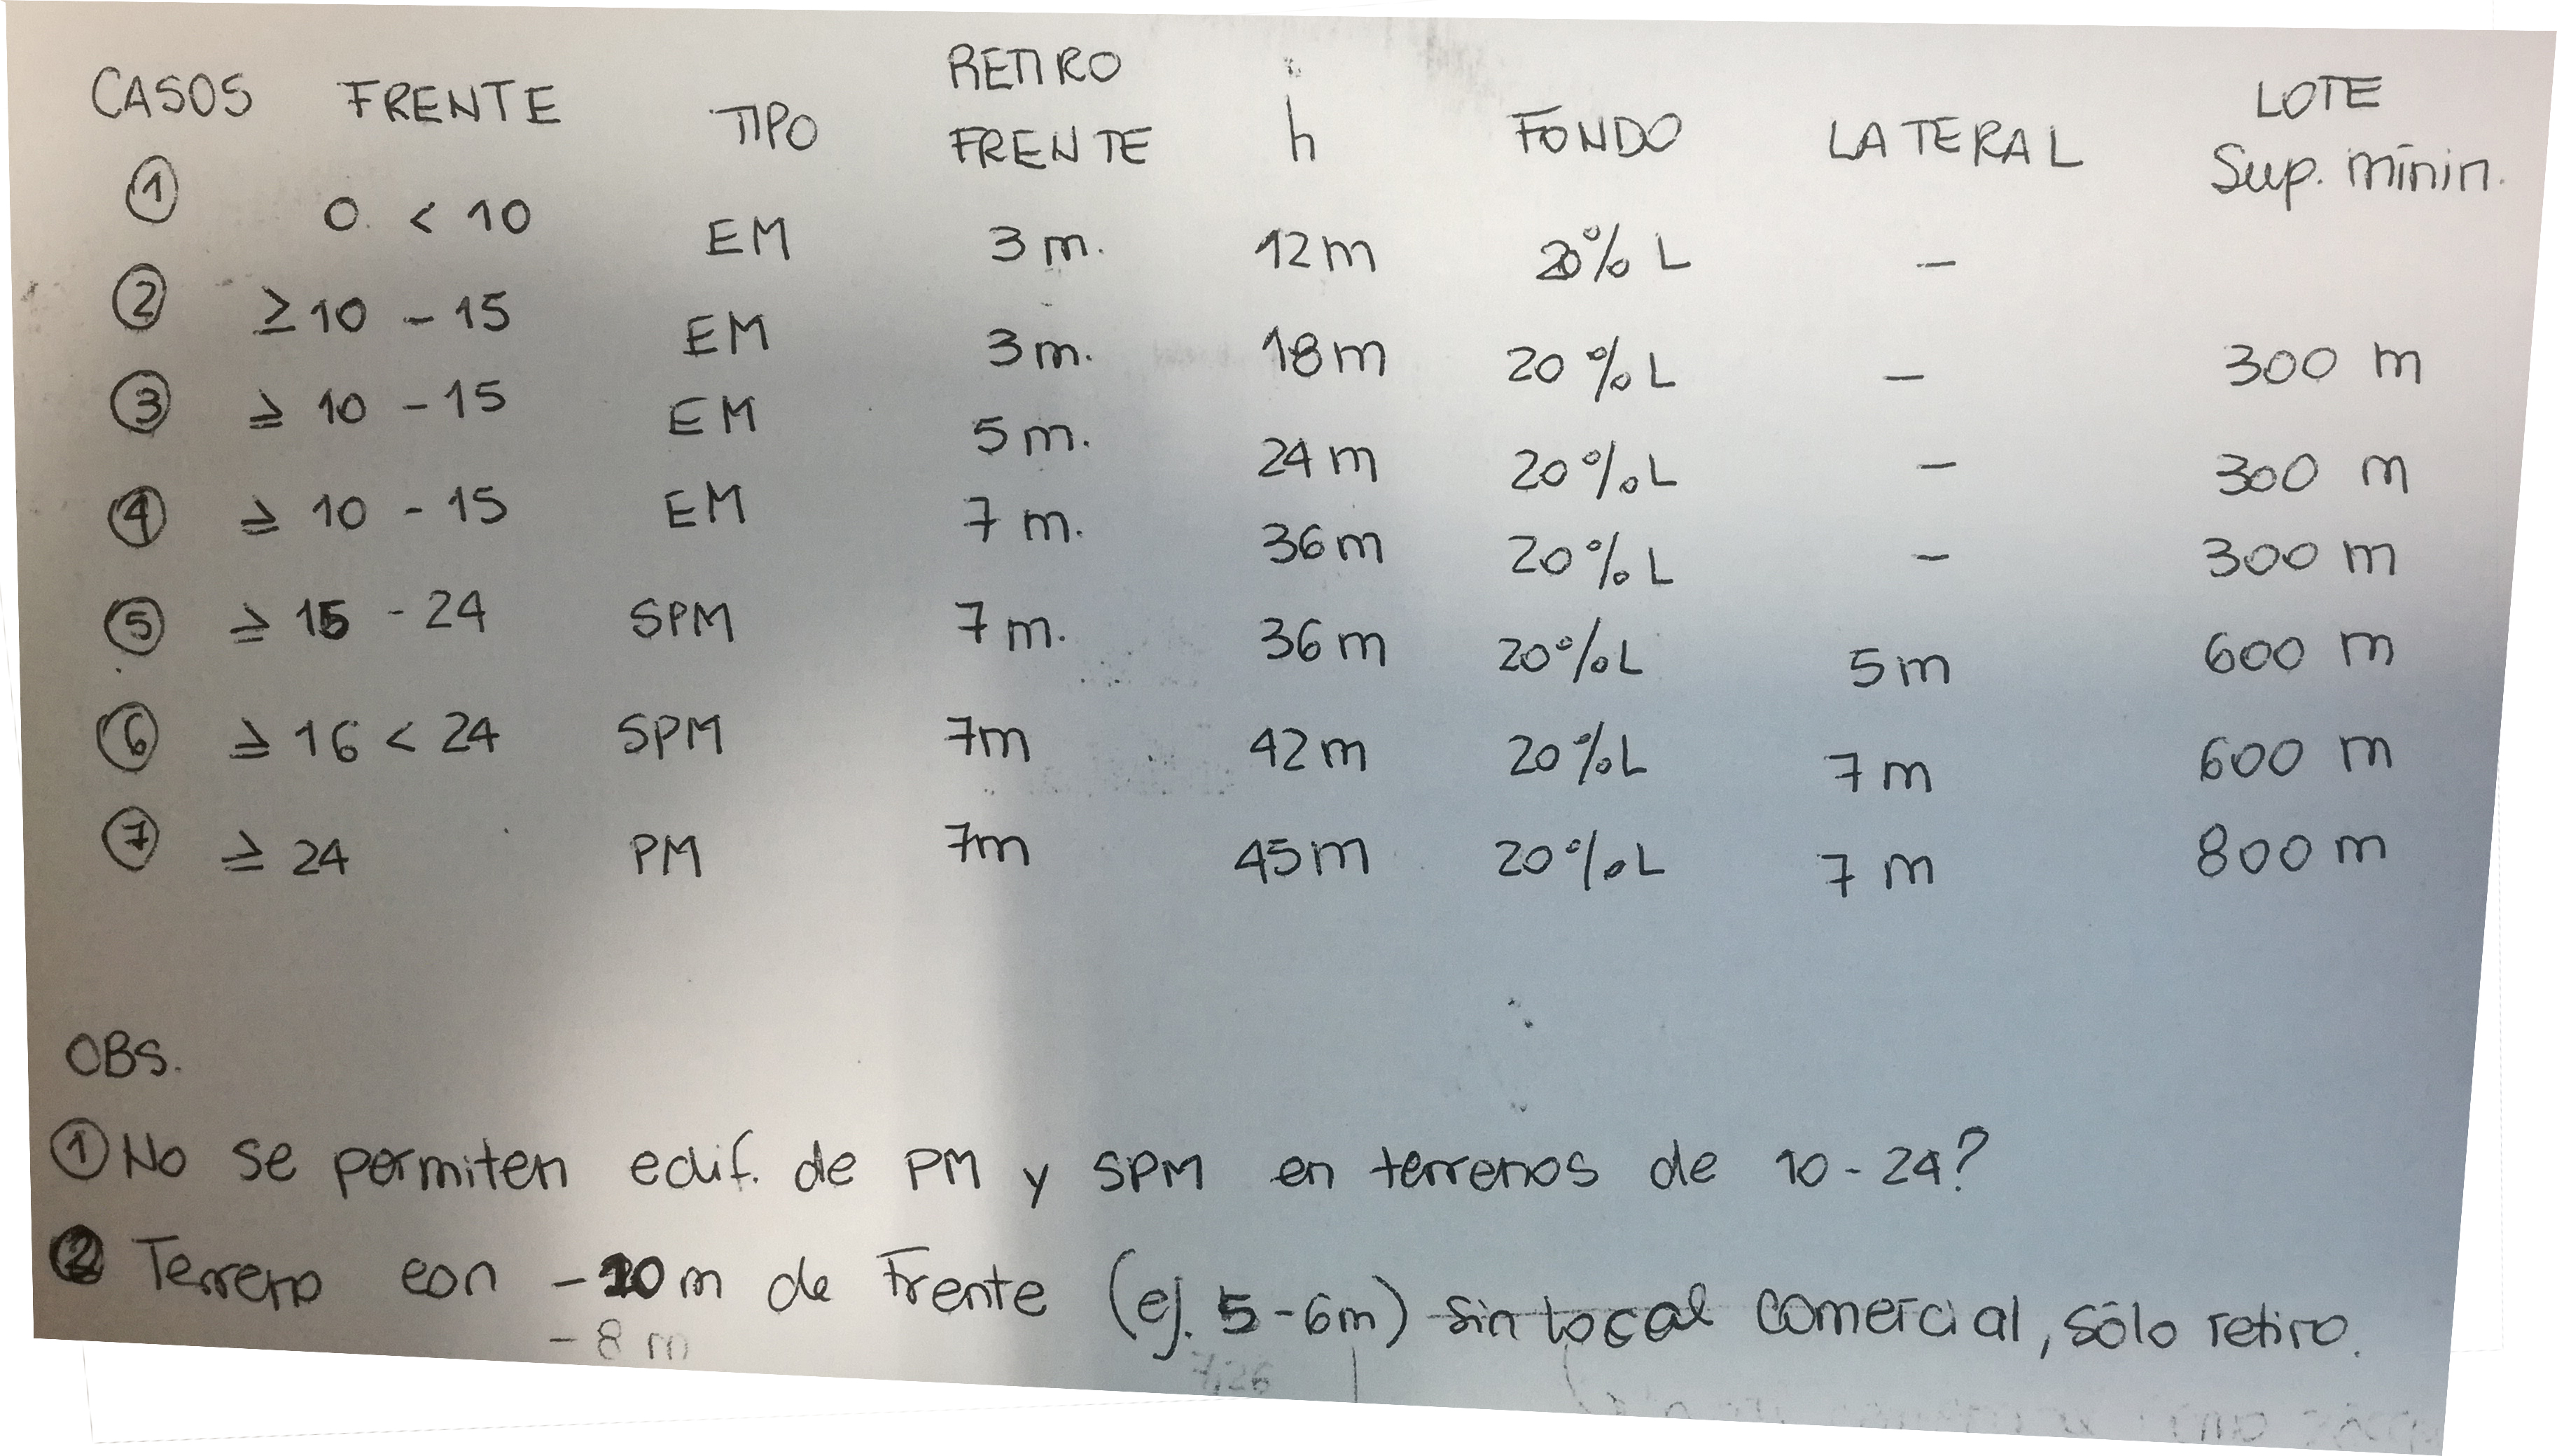 CASOS FRENTE TIPO RETIRO FRENTE h FONDO LATERAL LOTE Sup. mínin.
1 0. < 10 EM 3 m. 12 m 20% L –
2 ≥ 10 – 15 EM 3 m. 18 m 20 % L – 300 m
3 ≥ 10 – 15 EM 5 m. 24 m 20 % L – 300 m
4 ≥ 10 - 15 EM 7 m. 36 m 20 % L – 300 m
5 ≥ 15 - 24 SPM 7 m. 36 m 20 % L 5 m 600 m
6 ≥ 16 < 24 SPM 7m 42 m 20 % L 7 m 600 m
7 ≥ 24 PM 7m 45 m 20 % L 7 m 800 m
OBS.
1 No se permiten edif. de PM y SPM en terrenos de 10 - 24?
2 Terreno con - m de Frente (ej. 5 - 6m) sin local comercial, sólo retiro.
- 8 m
7,26